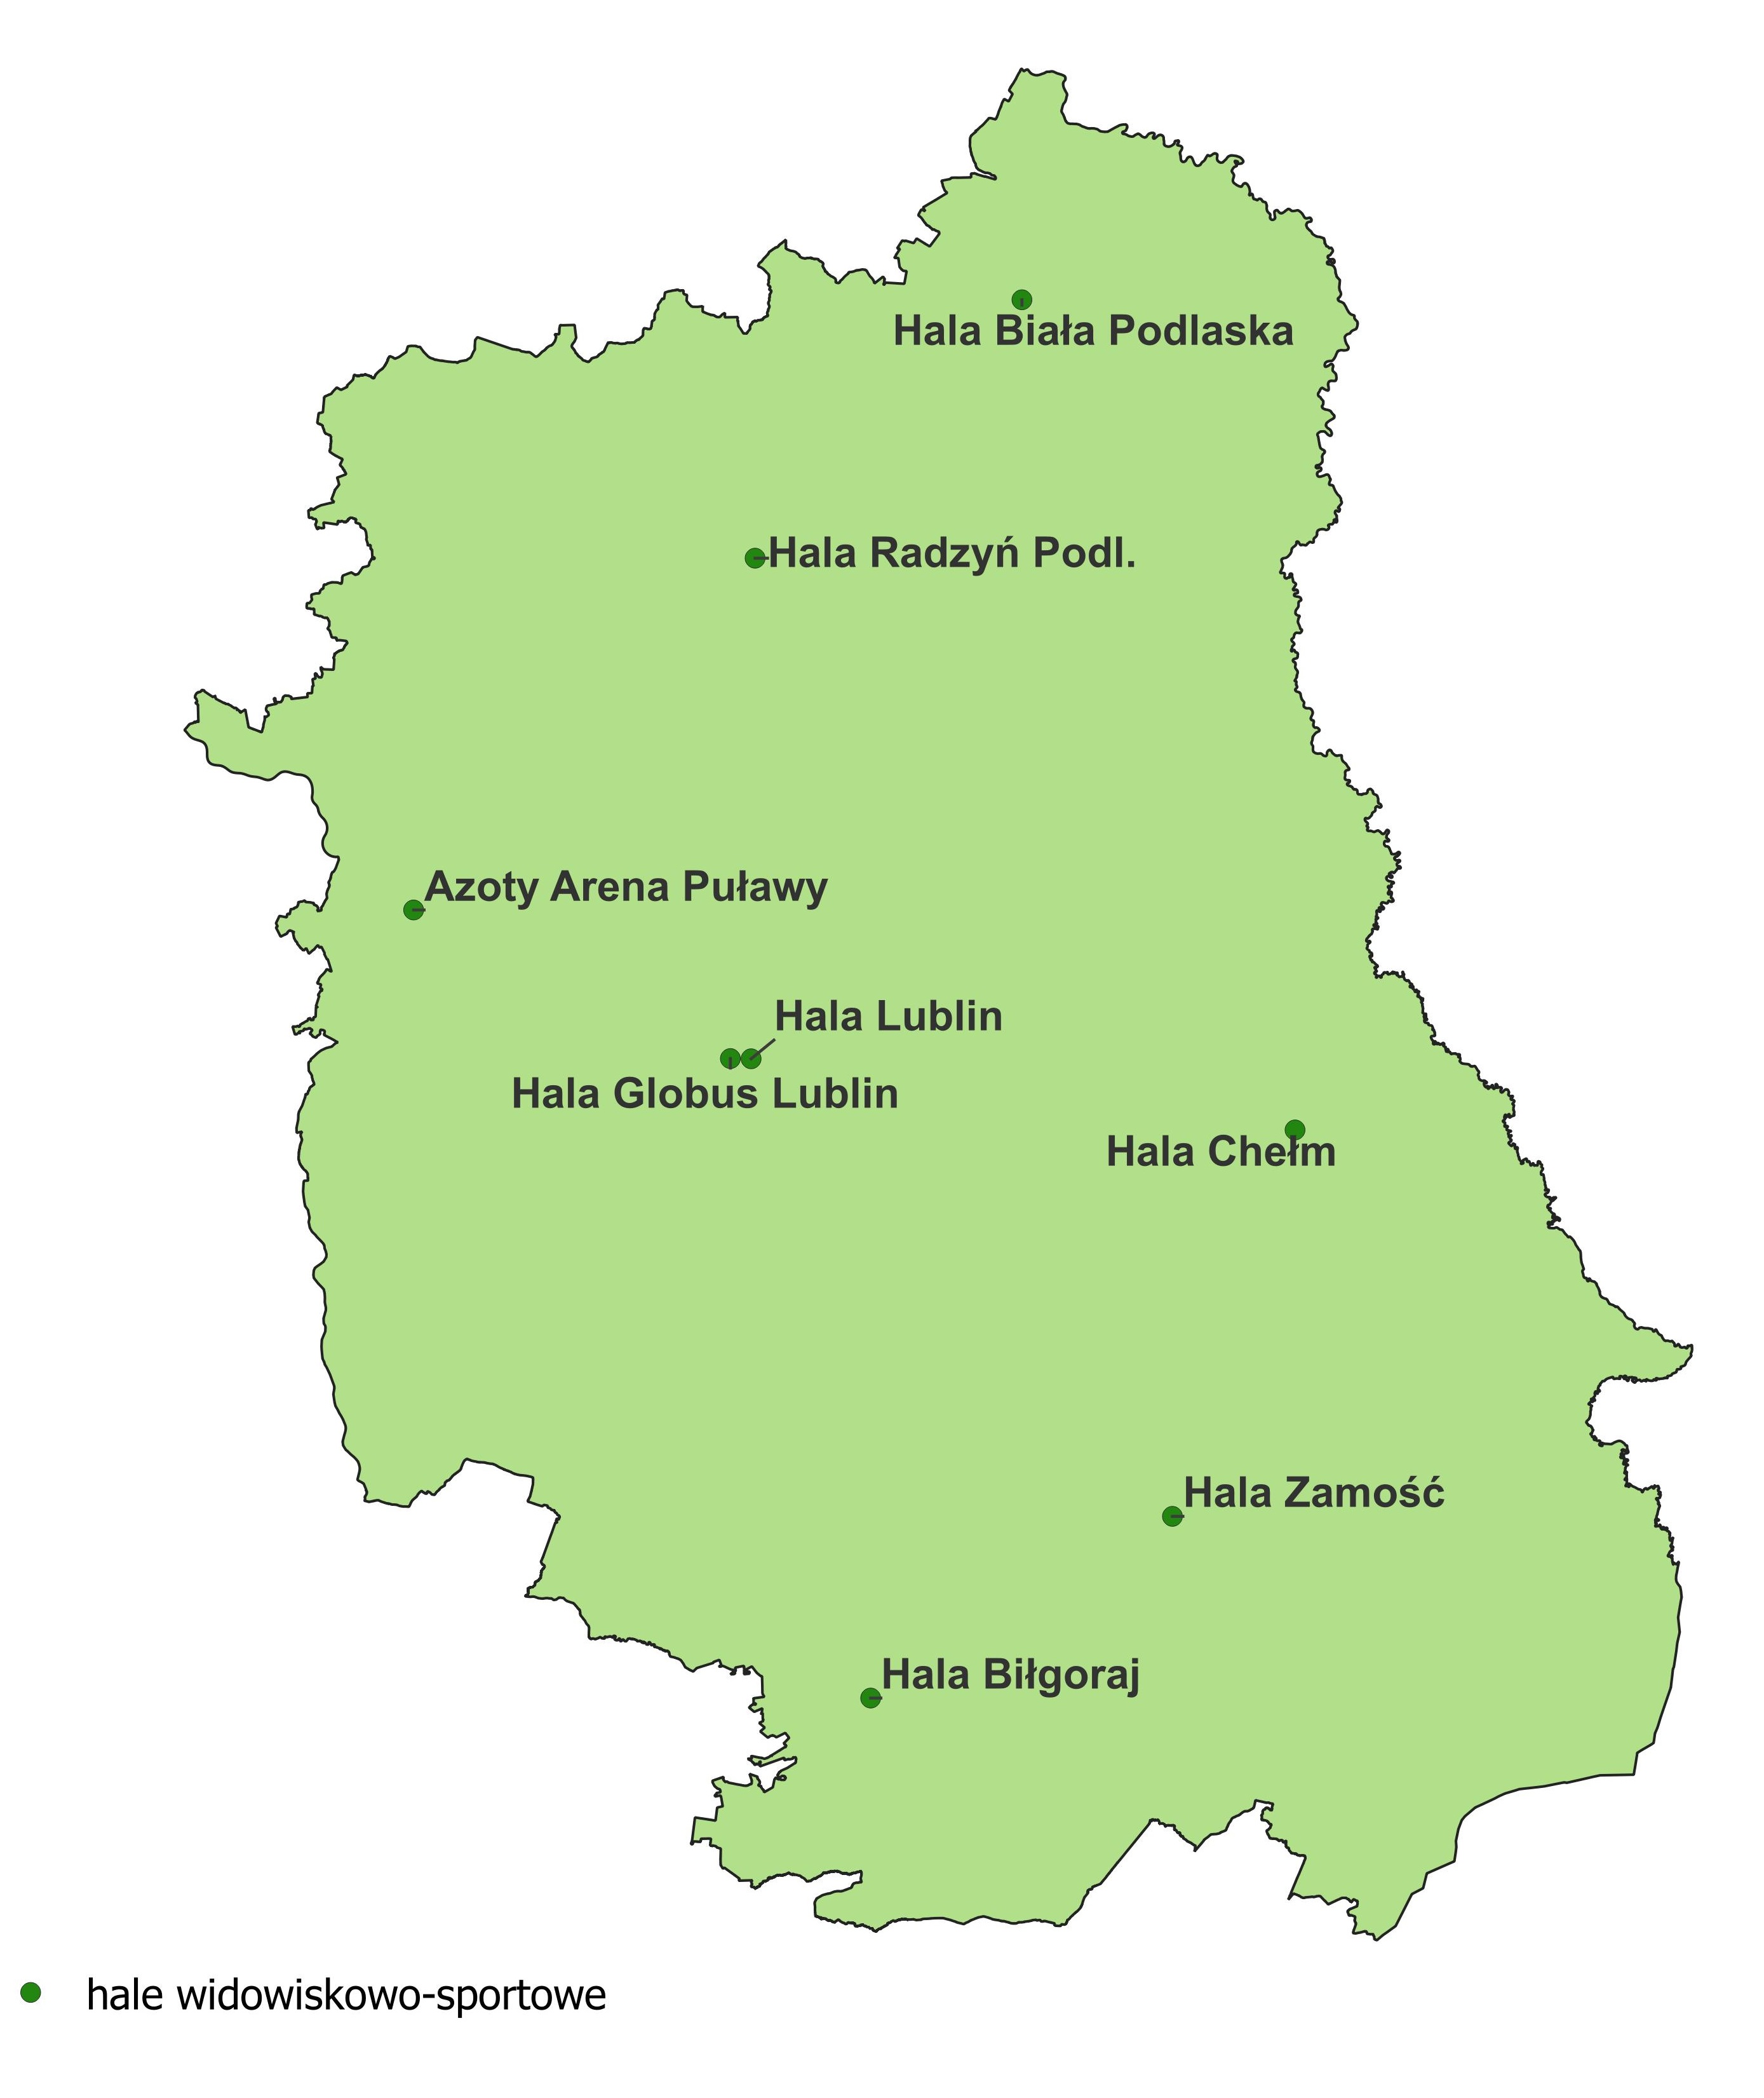 Hala Biała Podlaska
Hala Radzyń Podl.
Azoty Arena Puławy
Hala Lublin
Hala Globus Lublin
Hala Chełm
Hala Zamość
Hala Biłgoraj
hale widowiskowo-sportowe